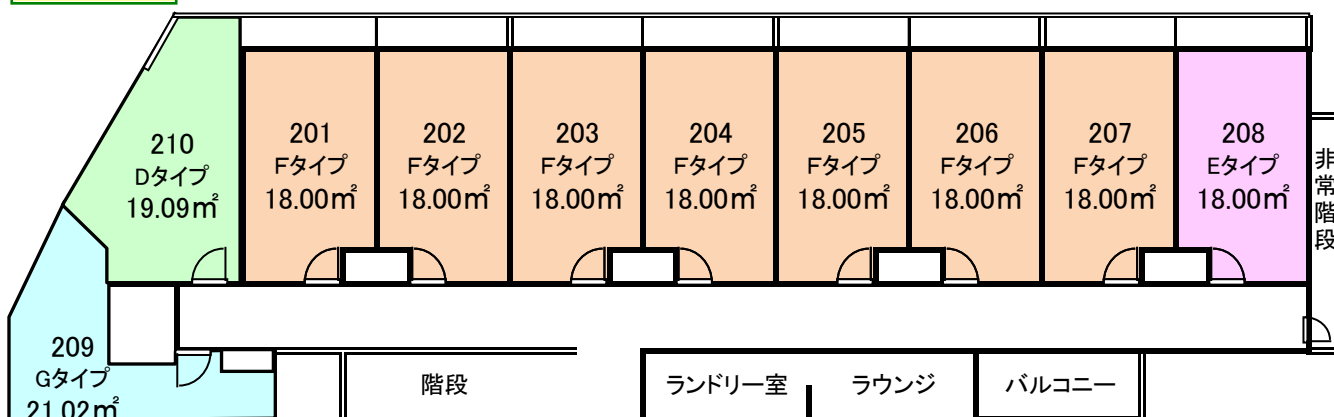 210
Dタイプ
19.09㎡
201
Fタイプ
18.00㎡
202
Fタイプ
18.00㎡
203
Fタイプ
18.00㎡
204
Fタイプ
18.00㎡
205
Fタイプ
18.00㎡
206
Fタイプ
18.00㎡
207
Fタイプ
18.00㎡
208
Eタイプ
18.00㎡
非常階段
209
Gタイプ
21.02㎡
階段
ランドリー室
ラウンジ
バルコニー